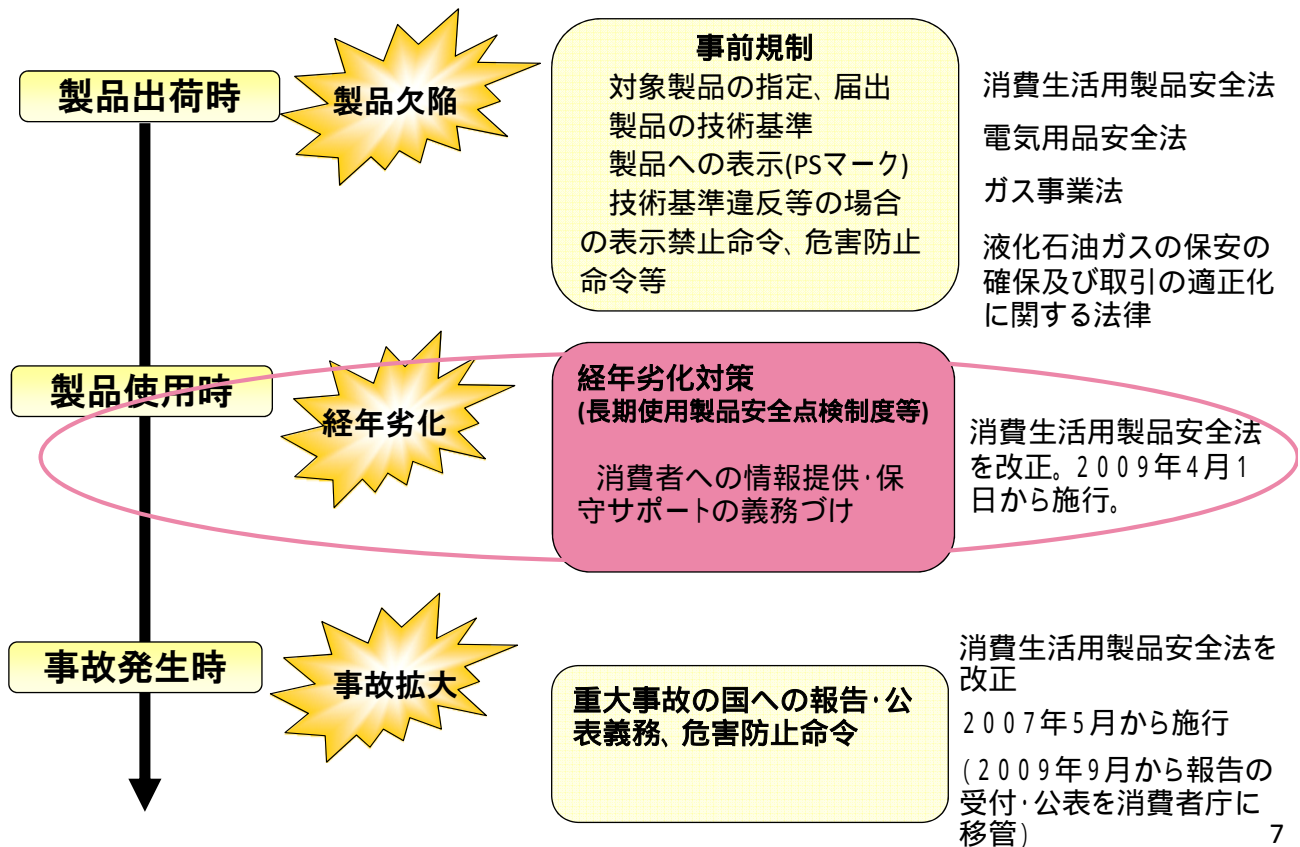 製品出荷時
製品欠陥
事前規制
対象製品の指定、届出
製品の技術基準
製品への表示(PSマーク)
技術基準違反等の場合
の表示禁止命令、危害防止
命令等
消費生活用製品安全法
電気用品安全法
ガス事業法
液化石油ガスの保安の
確保及び取引の適正化
に関する法律
製品使用時
経年劣化
経年劣化対策
(長期使用製品安全点検制度等)
消費者への情報提供・保
守サポートの義務づけ
消費生活用製品安全法
を改正。2009年4月1
日から施行。
事故発生時
事故拡大
重大事故の国への報告・公
表義務、危害防止命令
消費生活用製品安全法を
改正
2007年5月から施行
(2009年9月から報告の
受付・公表を消費者庁に
移管)
7